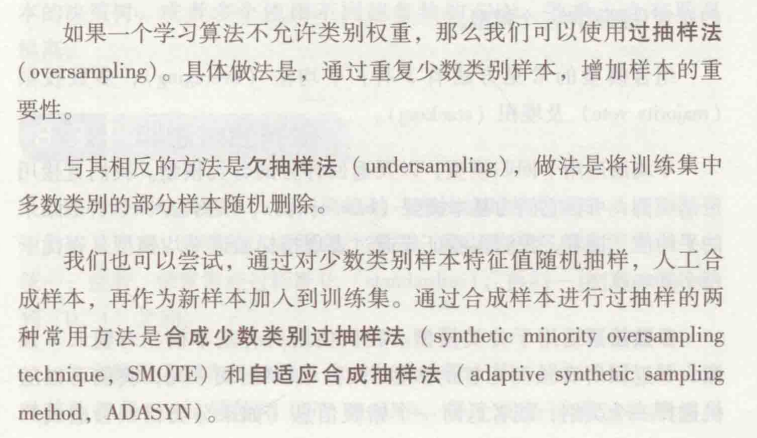 如果一个学习算法不允许类别权重，那么我们可以使用过抽样法
（oversampling）。具体做法是，通过重复少数类别样本，增加样本的重
要性。
与其相反的方法是欠抽样法（undersampling），做法是将训练集中
多数类别的部分样本随机删除。
我们也可以尝试，通过对少数类别样本特征值随机抽样，人工合
成样本，再作为新样本加入到训练集。通过合成样本进行过抽样的两
种常用方法是合成少数类别过抽样法（synthetic minority oversampling
technique，SMOTE）和自适应合成抽样法（adaptive synthetic sampling
method，ADASYN）。